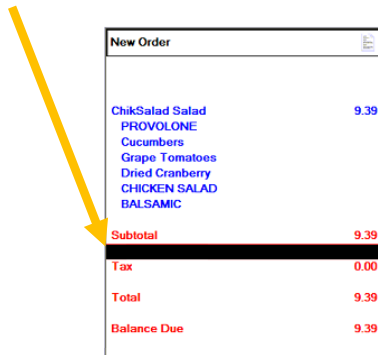 New Order
ChikSalad Salad 9.39
PROVOLONE
Cucumbers
Grape Tomatoes
Dried Cranberry
CHICKEN SALAD
BALSAMIC
Subtotal 9.39
Tax 0.00
Total 9.39
Balance Due 9.39